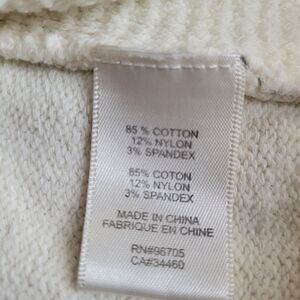 85 % COTTON
12% NYLON
3% SPANDEX
85% COTON
12% NYLON
3% SPANDEX
MADE IN CHINA
FABRIQUE EN CHINE
RN#96705
CA#34460